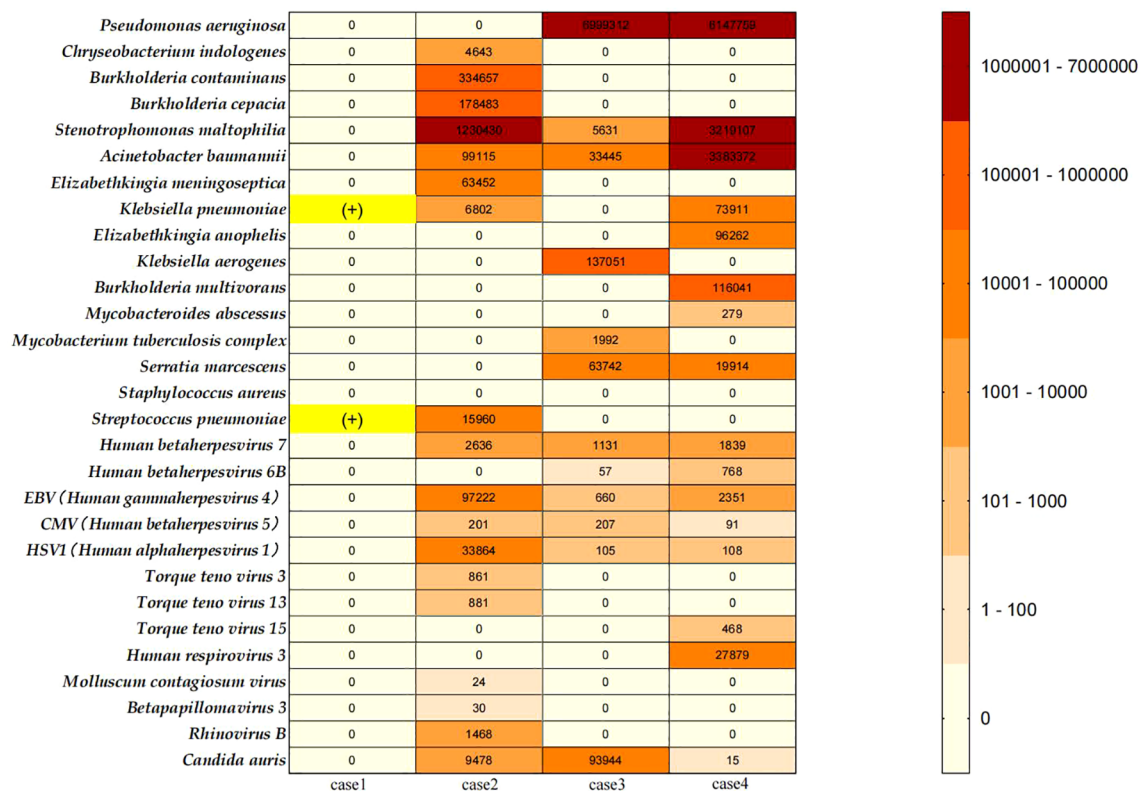 Pseudomonas aeruginosa 0 0 6999312 6147759
Chryseobacterium indologenes 0 4643 0 0
Burkholderia contaminans 0 334657 0 0
Burkholderia cepacia 0 178483 0 0
Stenotrophomonas maltophilia 0 1230430 5631 3219107
Acinetobacter baumannii 0 99115 33445 3383372
Elizabethkingia meningoseptica 0 63452 0 0
Klebsiella pneumoniae (+) 6802 0 73911
Elizabethkingia anophelis 0 0 0 96262
Klebsiella aerogenes 0 0 137051 0
Burkholderia multivorans 0 0 0 116041
Mycobacteroides abscessus 0 0 0 279
Mycobacterium tuberculosis complex 0 0 1992 0
Serratia marcescens 0 0 63742 19914
Staphylococcus aureus 0 0 0 0
Streptococcus pneumoniae (+) 15960 0 0
Human betaherpesvirus 7 0 2636 1131 1839
Human betaherpesvirus 6B 0 0 57 768
EBV(Human gammaherpesvirus 4) 0 97222 660 2351
CMV(Human betaherpesvirus 5) 0 201 207 91
HSV1(Human alphaherpesvirus 1) 0 33864 105 108
Torque teno virus 3 0 861 0 0
Torque teno virus 13 0 881 0 0
Torque teno virus 15 0 0 0 468
Human respirovirus 3 0 0 0 27879
Molluscum contagiosum virus 0 24 0 0
Betapapillomavirus 3 0 30 0 0
Rhinovirus B 0 1468 0 0
Candida auris 0 9478 93944 15
case1 case2 case3 case4
1000001 - 7000000
100001 - 1000000
10001 - 100000
1001 - 10000
101 - 1000
1 - 100
0